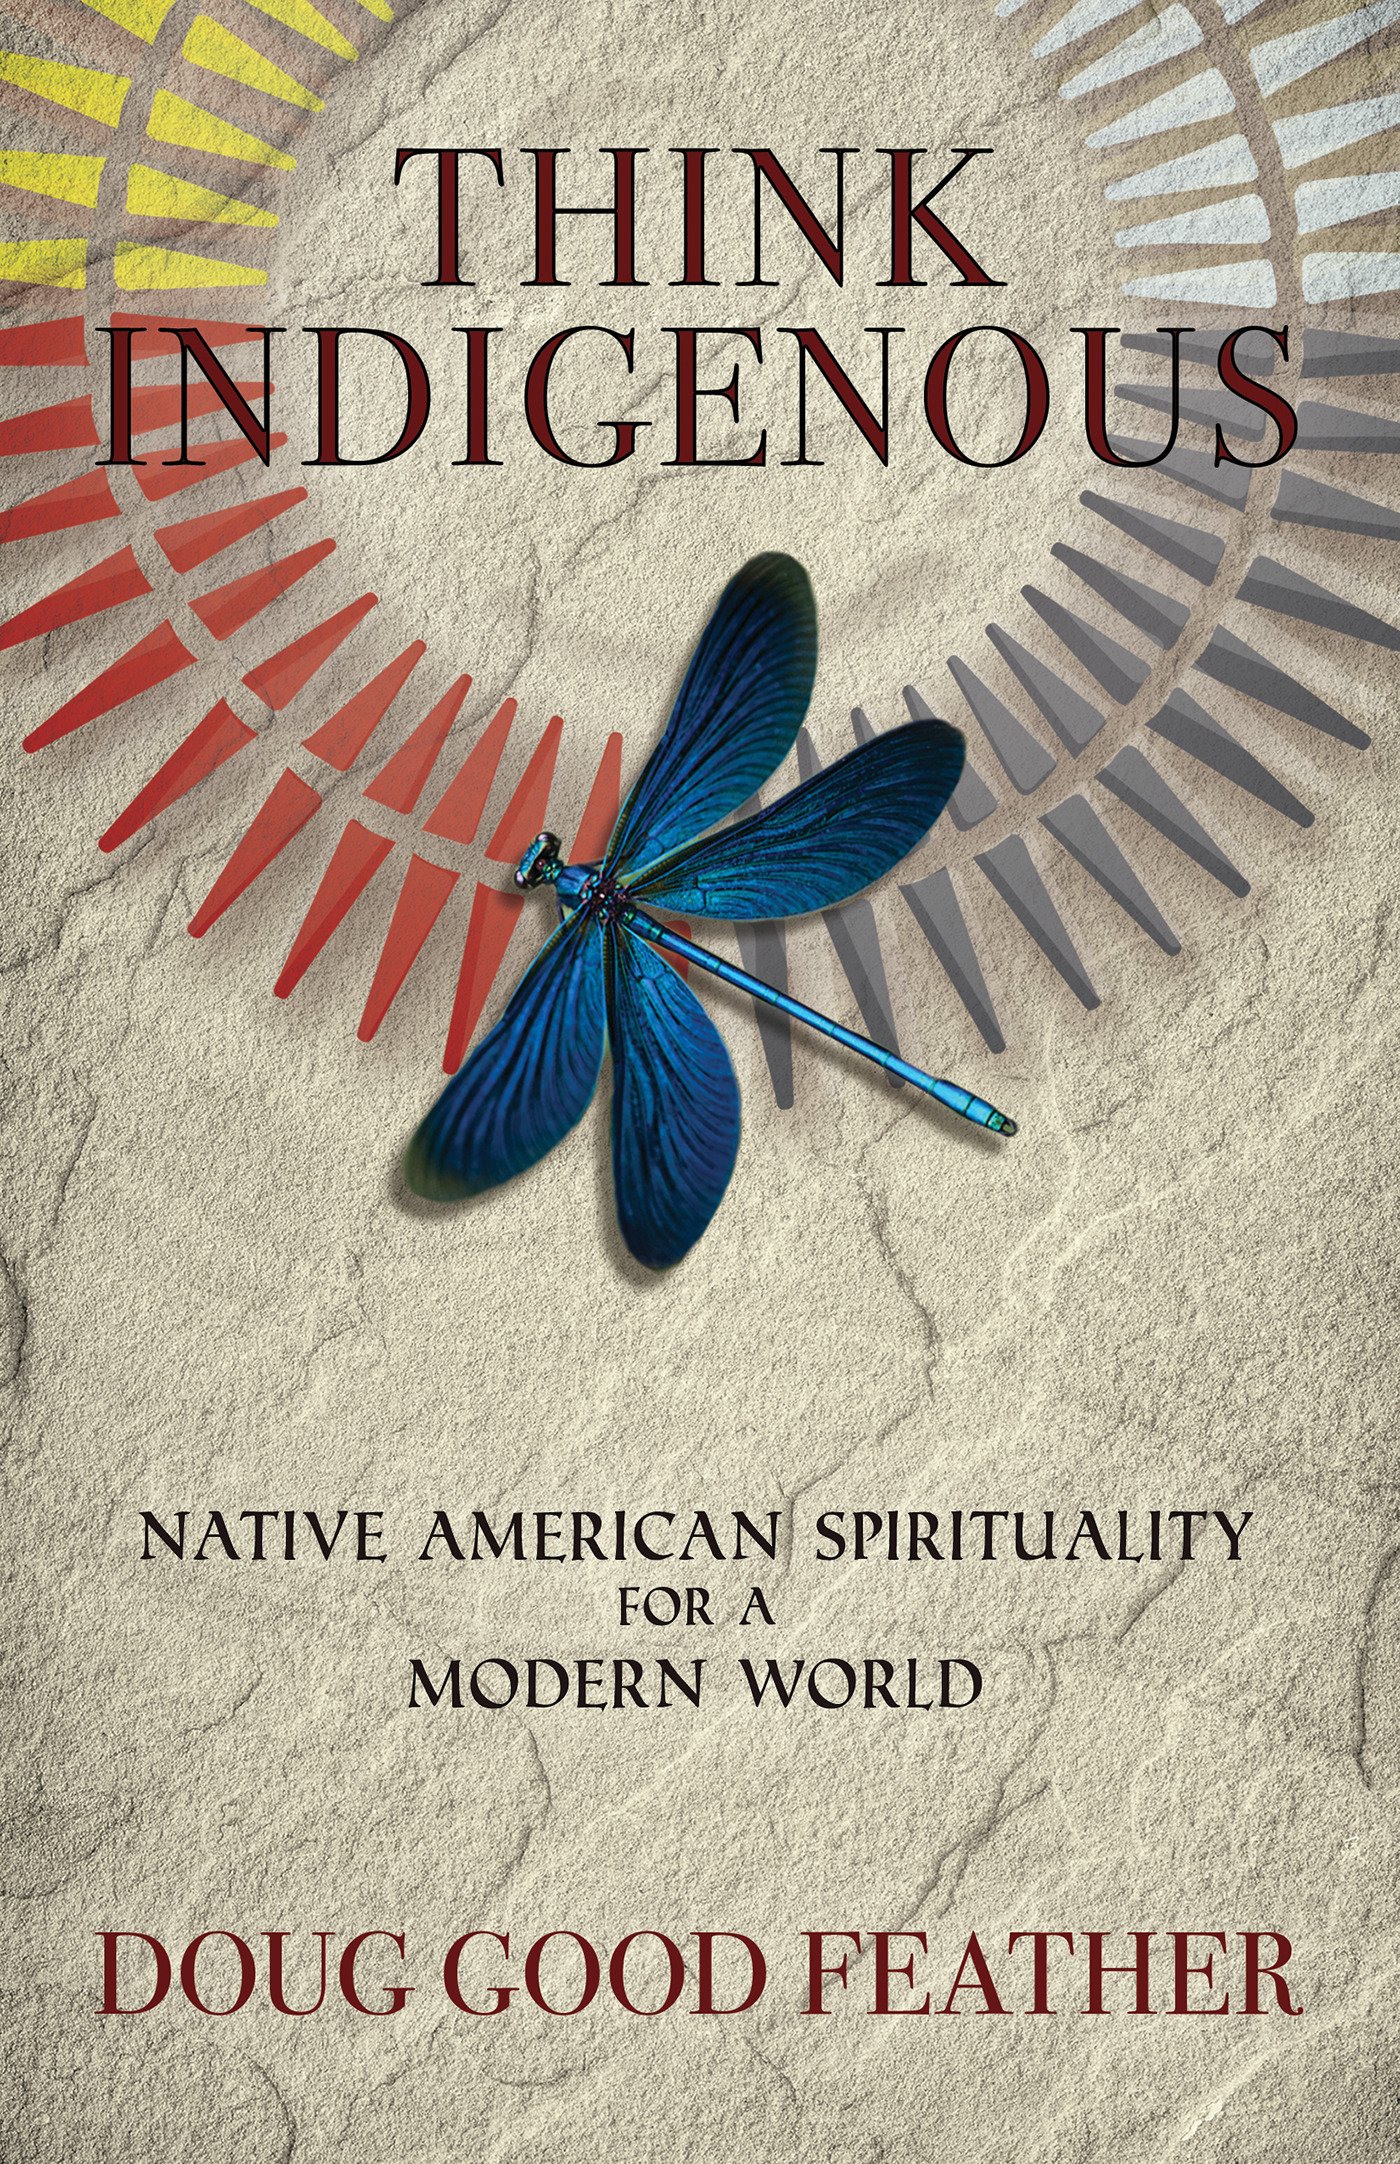 THINK
INDIGENOUS
NATIVE AMERICAN SPIRITUALITY
FOR A
MODERN WORLD
DOUG GOOD FEATHER